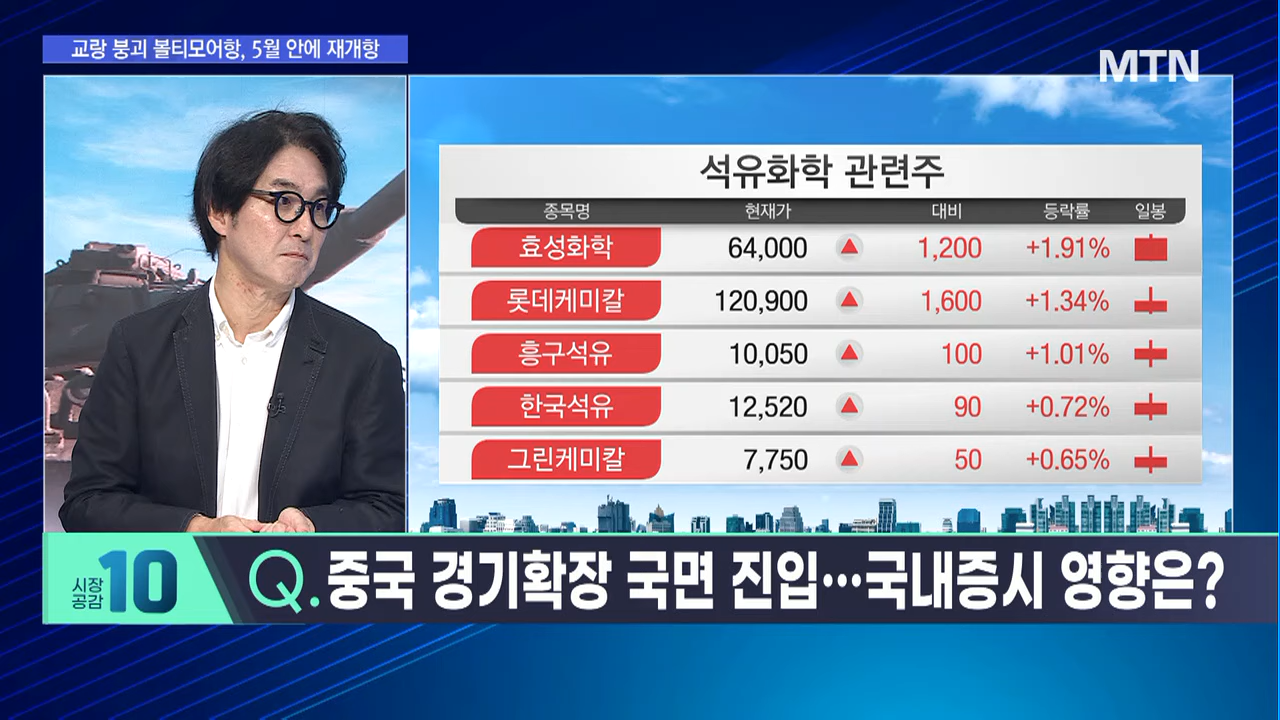 교량 붕괴 볼티모어항, 5월 안에 재개항
MTN
석유화학 관련주
종목명 현재가 대비 등락률 일봉
효성화학 64,000 ▲ 1,200 +1.91%
롯데케미칼 120,900 ▲ 1,600 +1.34%
흥구석유 10,050 ▲ 100 +1.01%
한국석유 12,520 ▲ 90 +0.72%
그린케미칼 7,750 ▲ 50 +0.65%
시장
공감 10
Q. 중국 경기확장 국면 진입…국내증시 영향은?